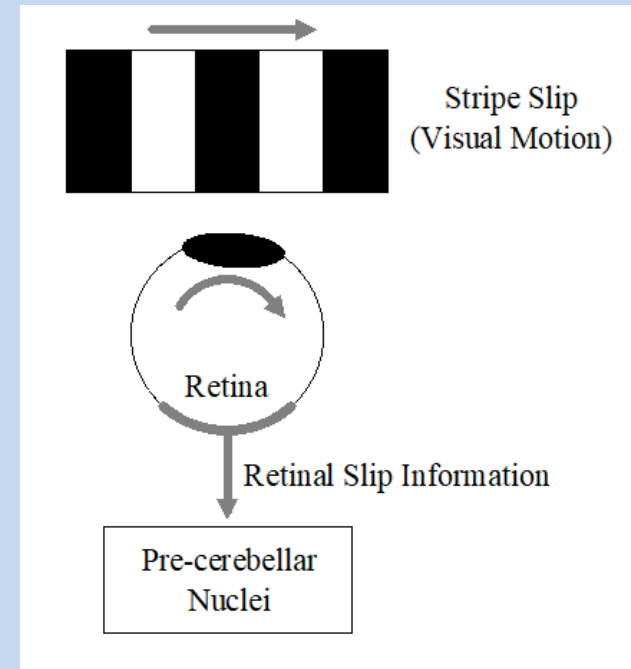 Stripe Slip
(Visual Motion)
Retina
Retinal Slip Information
Pre-cerebellar
Nuclei